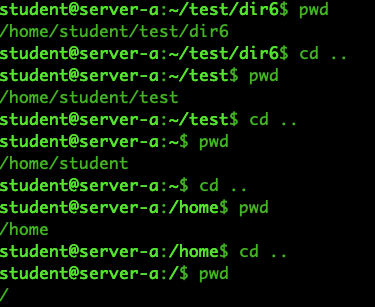 student@server-a:~/test/dir6$ pwd
/home/student/test/dir6
student@server-a:~/test/dir6$ cd ..
student@server-a:~/test$ pwd
/home/student/test
student@server-a:~/test$ cd ..
student@server-a:~$ pwd
/home/student
student@server-a:~$ cd ..
student@server-a:/home$ pwd
/home
student@server-a:/home$ cd ..
student@server-a:/$ pwd
/